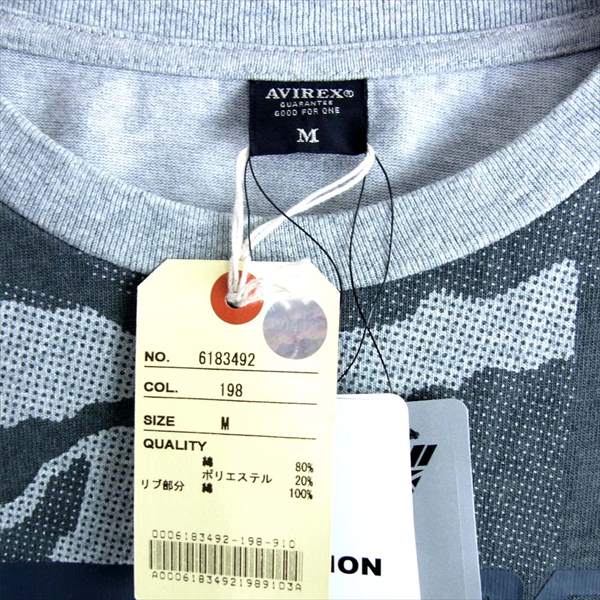 AVIREX®
GUARANTEE
GOOD FOR ONE
M
NO. 6183492
COL. 198
SIZE M
QUALITY
綿 80%
ポリエステル 20%
リブ部分 綿 100%
0006183492-198-910
A00061834921989103A
ION